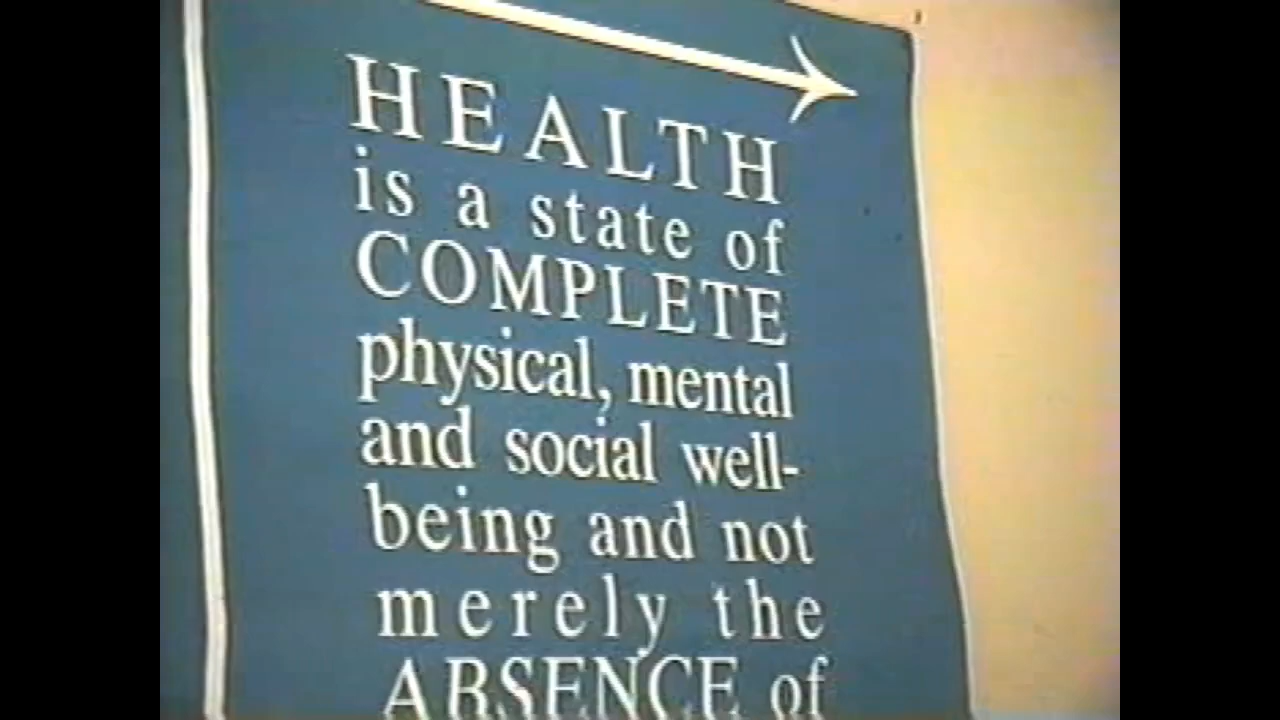 HEALTH
is a state of
COMPLETE
physical, mental
and social well-
being and not
merely the
ABSENCE of